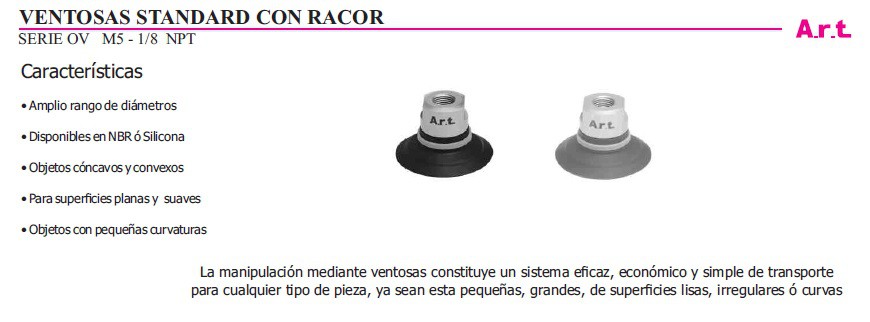 VENTOSAS STANDARD CON RACOR
SERIE OV M5 - 1/8 NPT
A.r.t.
Características
• Amplio rango de diámetros
• Disponibles en NBR ó Silicona
• Objetos cóncavos y convexos
• Para superficies planas y suaves
• Objetos con pequeñas curvaturas
A.r.t.
A.r.t.
La manipulación mediante ventosas constituye un sistema eficaz, económico y simple de transporte
para cualquier tipo de pieza, ya sean esta pequeñas, grandes, de superficies lisas, irregulares ó curvas